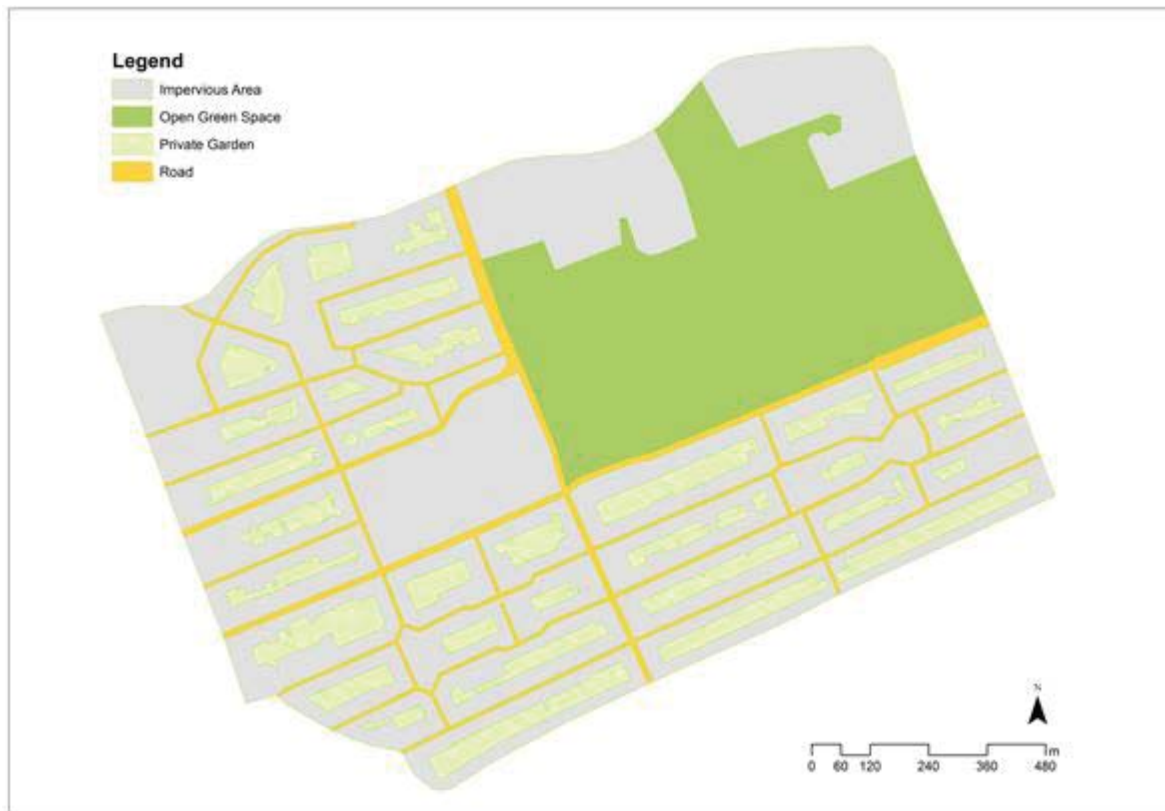 Legend
Impervious Area
Open Green Space
Private Garden
Road
N
0 60 120 240 360 480 m